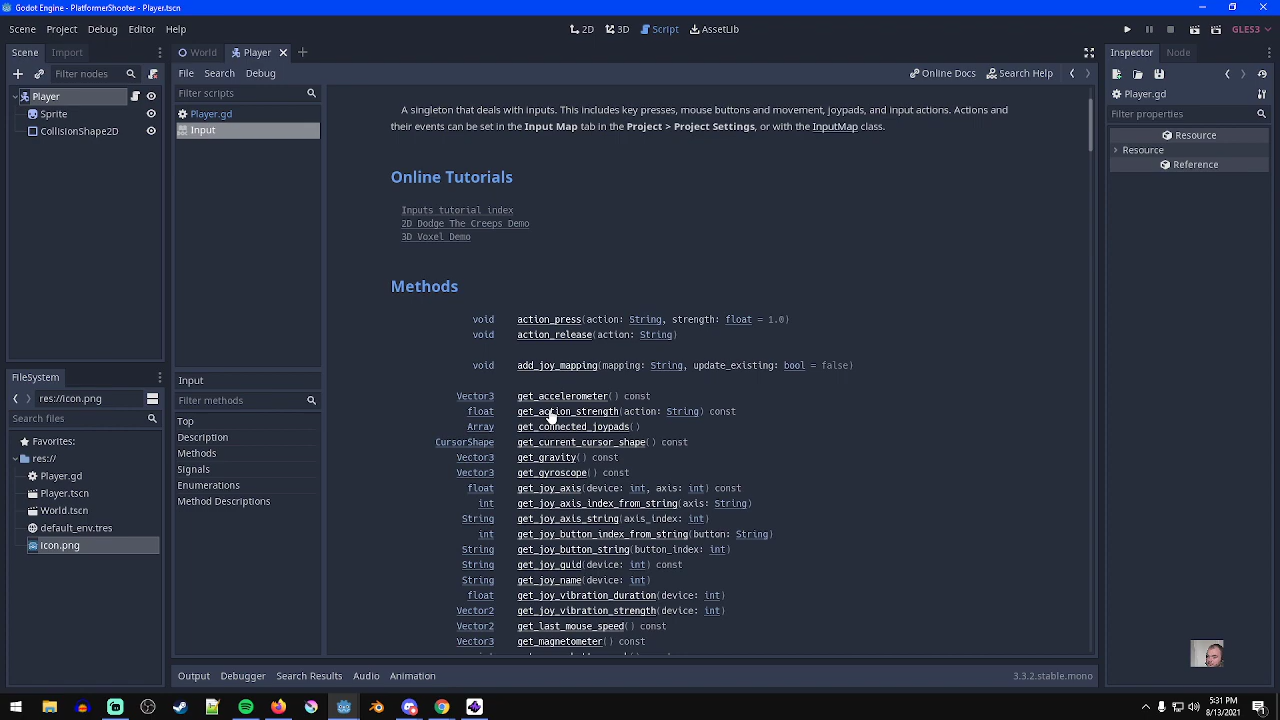 Godot Engine - PlatformerShooter - Player.tscn
Scene Project Debug Editor Help
2D 3D Script AssetLib
GLES3
Scene Import
World Player
Inspector Node
Filter nodes
File Search Debug
Online Docs Search Help
Player
Sprite
CollisionShape2D
Filter scripts
Player.gd
Input
A singleton that deals with inputs. This includes key presses, mouse buttons and movement, joypads, and input actions. Actions and
their events can be set in the Input Map tab in the Project > Project Settings, or with the InputMap class.
Online Tutorials
Inputs tutorial index
2D Dodge The Creeps Demo
3D Voxel Demo
Methods
void action_press(action: String, strength: float = 1.0)
void action_release(action: String)
void add_joy_mapping(mapping: String, update_existing: bool = false)
Vector3 get_accelerometer() const
float get_action_strength(action: String) const
Array get_connected_joypads()
CursorShape get_current_cursor_shape() const
Vector3 get_gravity() const
Vector3 get_gyroscope() const
float get_joy_axis(device: int, axis: int) const
int get_joy_axis_index_from_string(axis: String)
String get_joy_axis_string(axis_index: int)
int get_joy_button_index_from_string(button: String)
String get_joy_button_string(button_index: int)
String get_joy_guid(device: int) const
String get_joy_name(device: int)
float get_joy_vibration_duration(device: int)
Vector2 get_joy_vibration_strength(device: int)
Vector2 get_last_mouse_speed() const
Vector3 get_magnetometer() const
Input
Filter methods
Top
Description
Methods
Signals
Enumerations
Method Descriptions
FileSystem
res://icon.png
Search files
Favorites:
res://
Player.gd
Player.tscn
World.tscn
default_env.tres
icon.png
Player.gd
Filter properties
Resource
Resource
Reference
Output Debugger Search Results Audio Animation
3.3.2.stable.mono
5:31 PM
8/13/2021